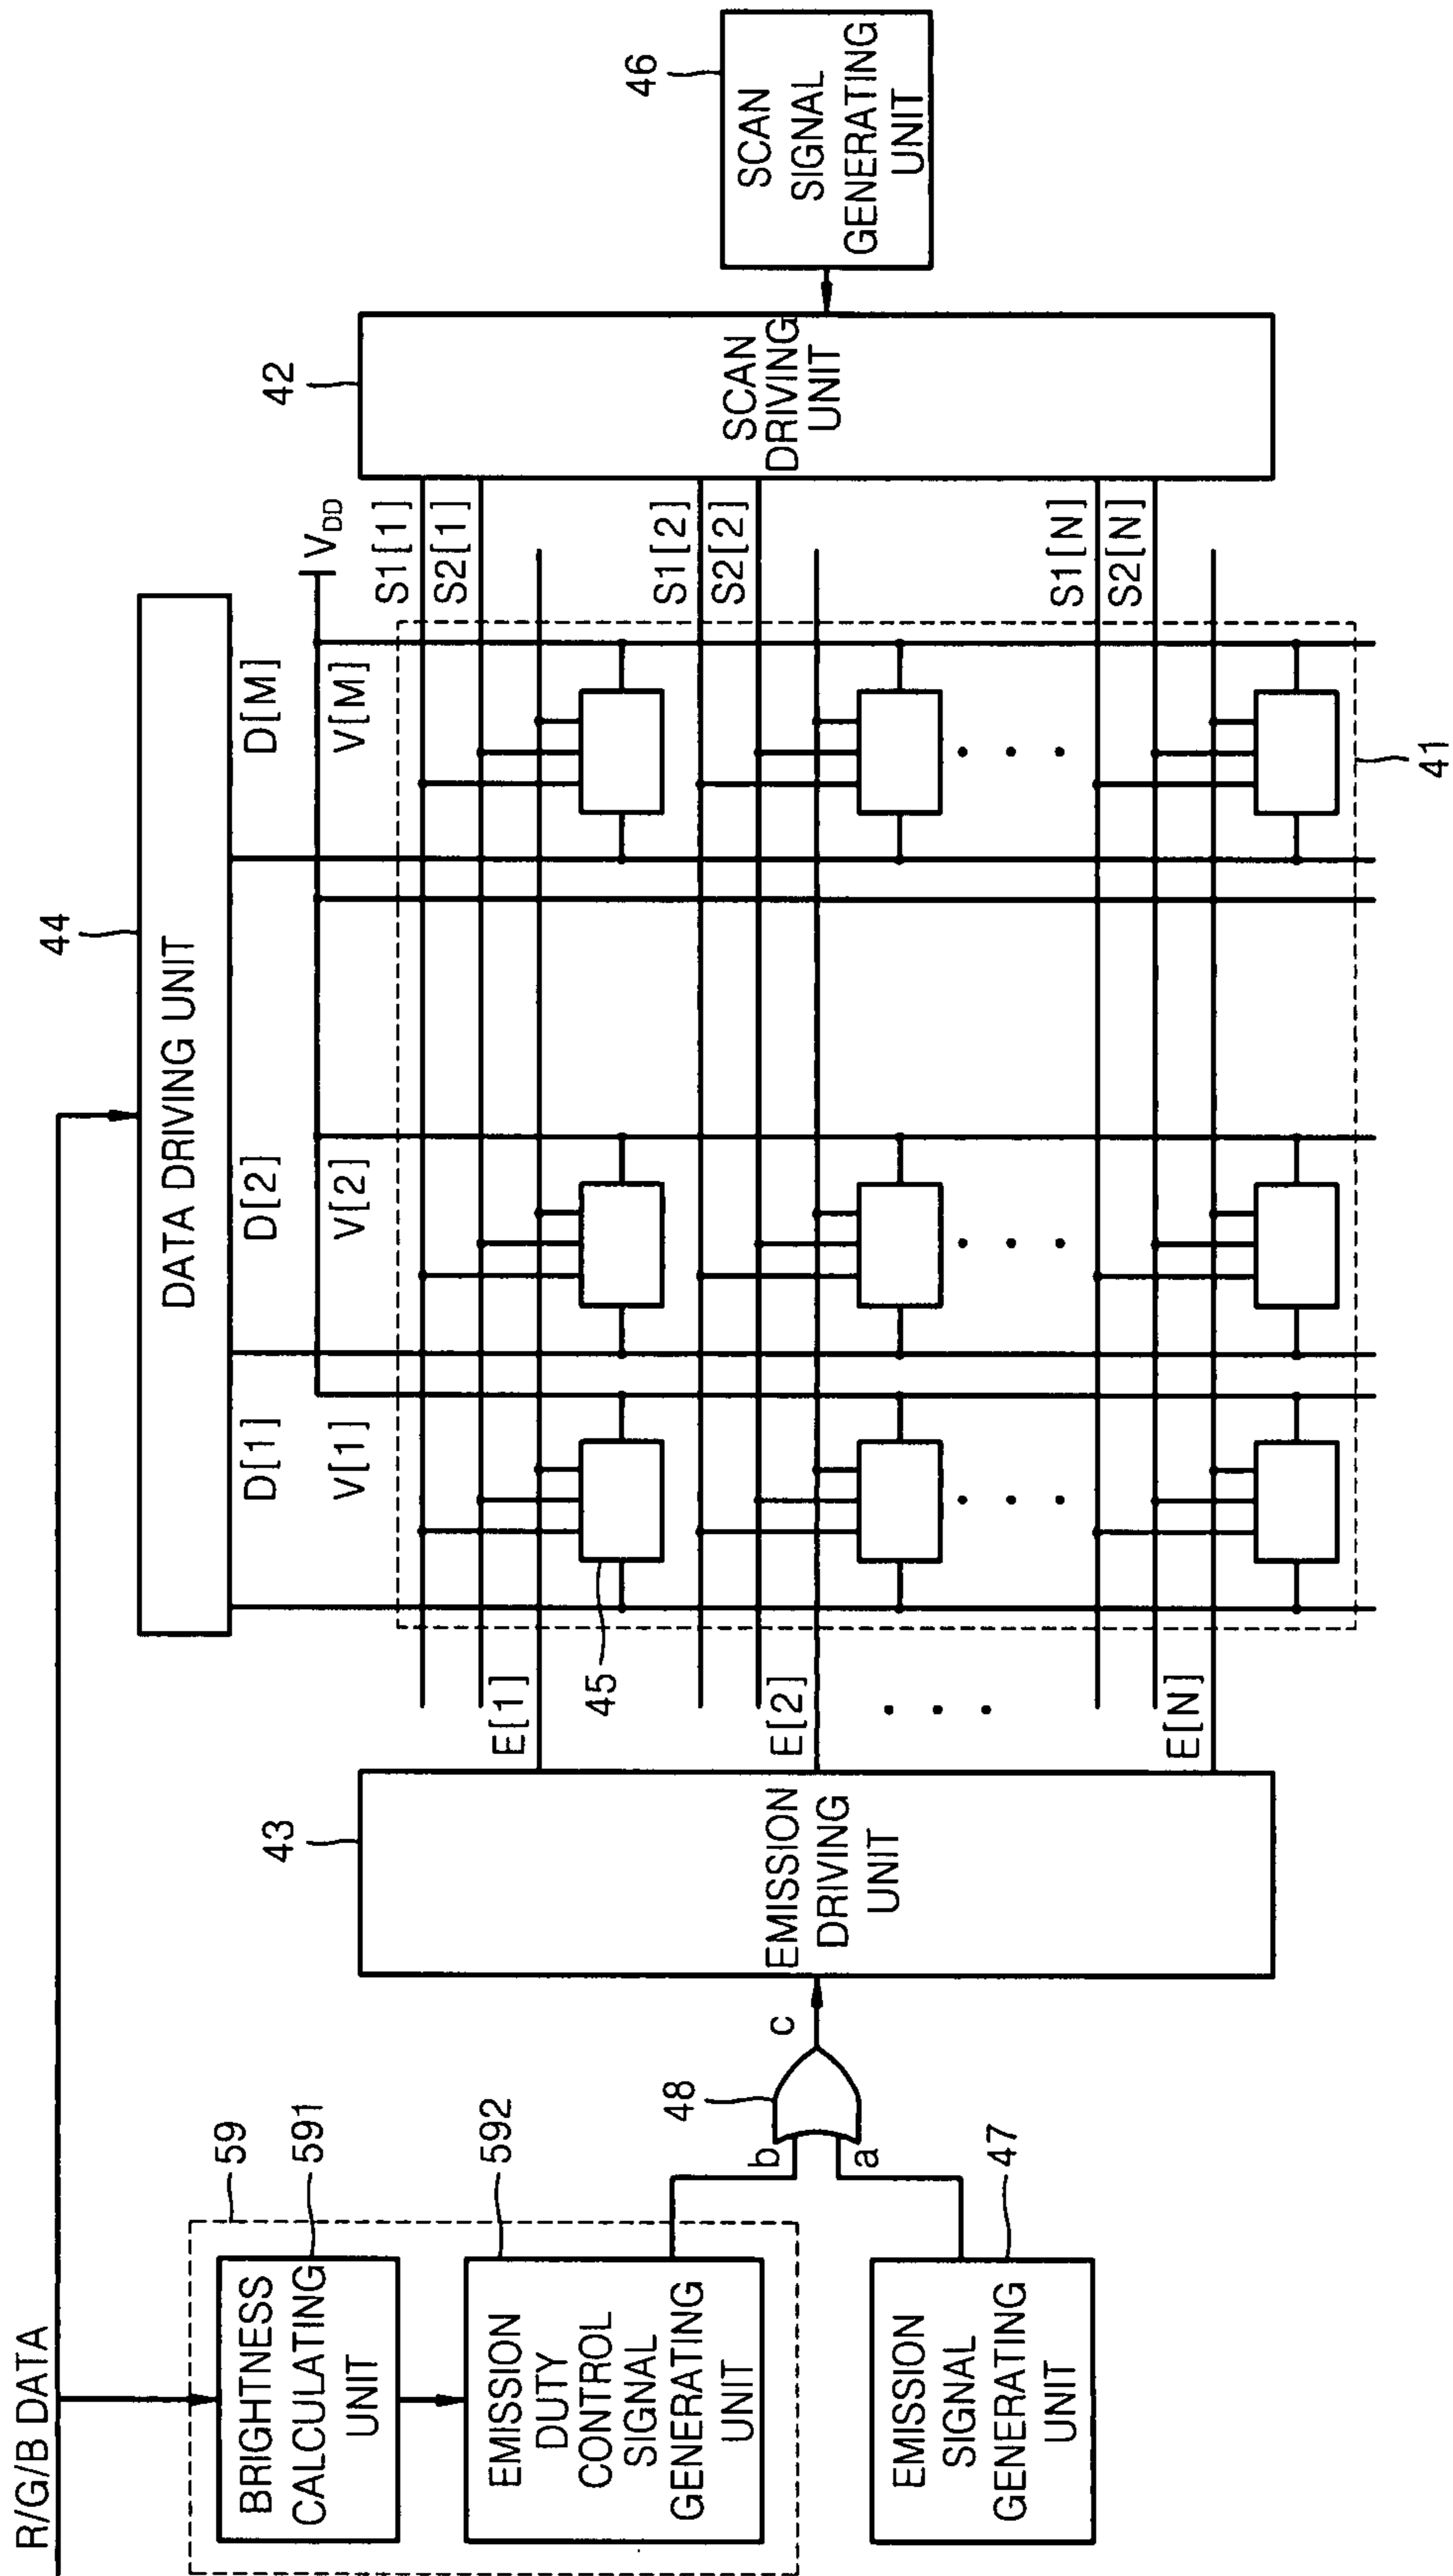 R/G/B DATA
59
BRIGHTNESS
CALCULATING
UNIT
591
EMISSION
DUTY
CONTROL
SIGNAL
GENERATING
UNIT
592
EMISSION
SIGNAL
GENERATING
UNIT
47
b
a
48
c
EMISSION
DRIVING
UNIT
43
E[1]
E[2]
E[N]
DATA DRIVING UNIT
44
D[1]
D[2]
D[M]
V[1]
V[2]
V[M]
VDD
45
41
S1[1]
S2[1]
S1[2]
S2[2]
S1[N]
S2[N]
SCAN
DRIVING
UNIT
42
SCAN
SIGNAL
GENERATING
UNIT
46